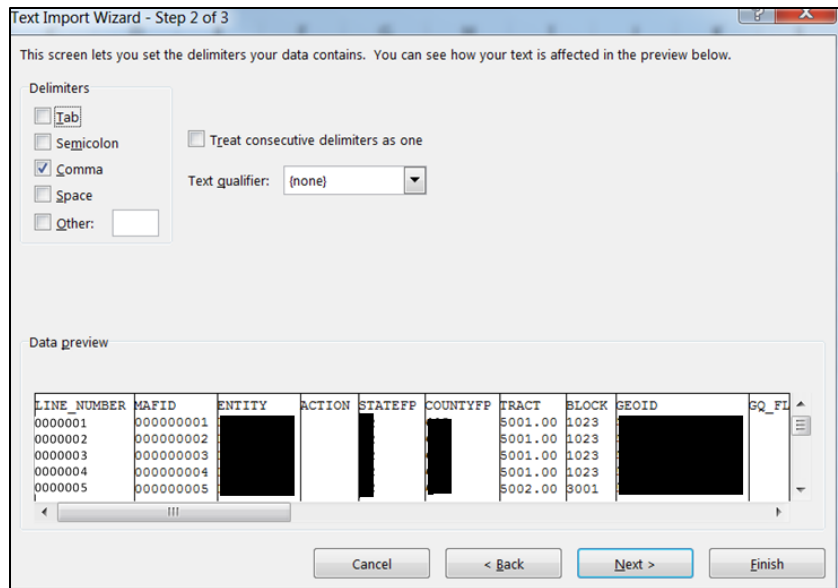 Text Import Wizard - Step 2 of 3
This screen lets you set the delimiters your data contains. You can see how your text is affected in the preview below.
Delimiters
Tab
Semicolon
Comma
Space
Other:
Treat consecutive delimiters as one
Text qualifier: {none}
Data preview
LINE_NUMBER MAFID ENTITY ACTION STATEFP COUNTYFP TRACT BLOCK GEOID GQ_FL
0000001 000000001 5001.00 1023
0000002 000000002 5001.00 1023
0000003 000000003 5001.00 1023
0000004 000000004 5001.00 1023
0000005 000000005 5002.00 3001
Cancel < Back Next > Finish